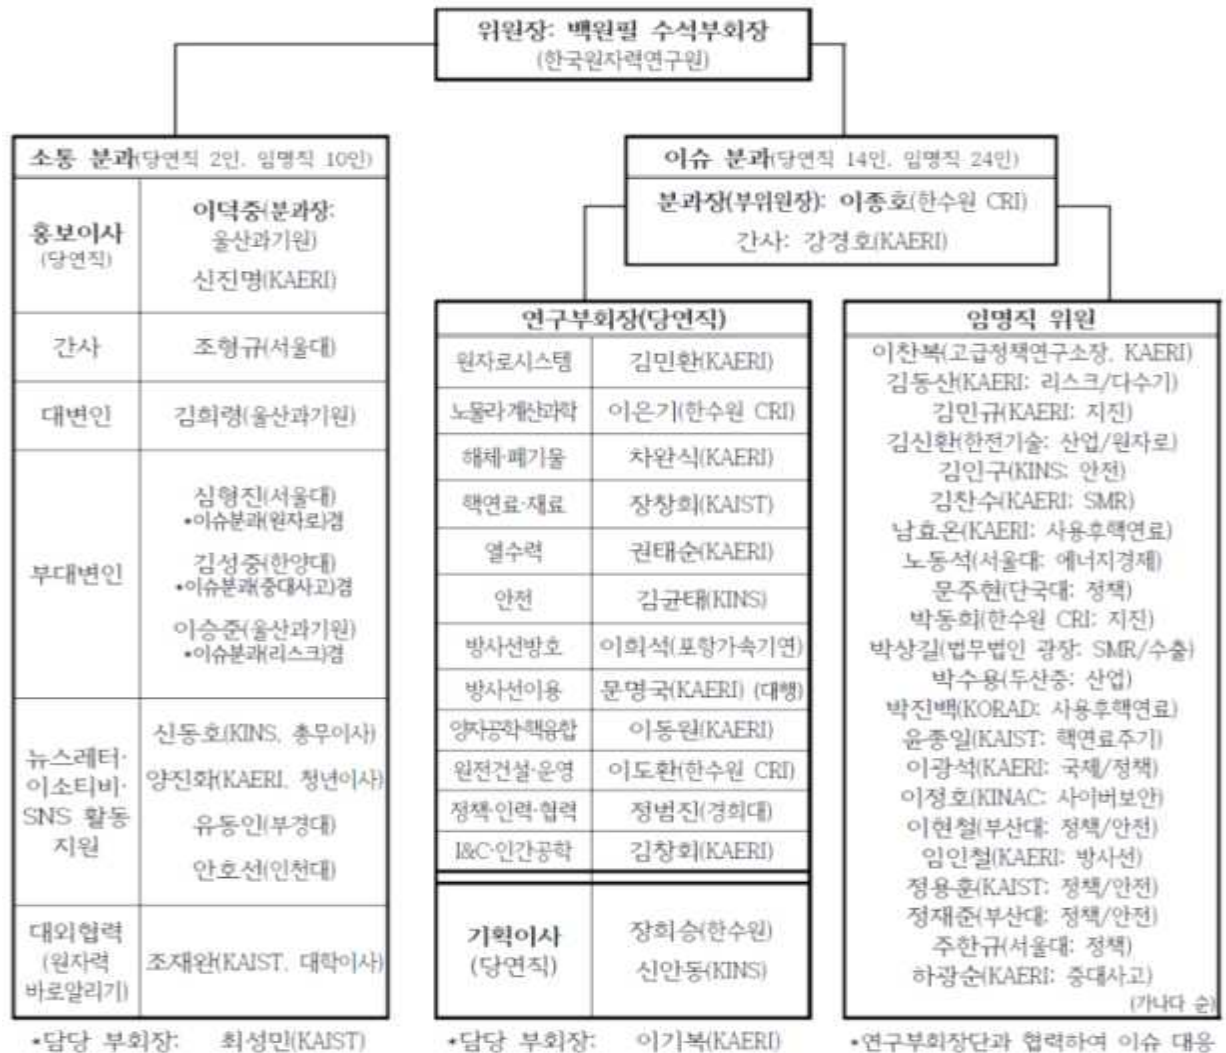 위원장: 백원필 수석부회장
(한국원자력연구원)
소통 분과(당연직 2인, 임명직 10인)
홍보이사
(당연직)
이덕중(분과장:
울산과기원)
신진명(KAERI)
간사
조형규(서울대)
대변인
김희령(울산과기원)
부대변인
심형진(서울대)
*이슈분과(원자로)겸
김성중(한양대)
*이슈분과(중대사고)겸
이승준(울산과기원)
*이슈분과(리스크)겸
뉴스레터·
이소티비·
SNS 활동
지원
신동호(KINS, 총무이사)
양진화(KAERI, 청년이사)
유동인(부경대)
안호선(인천대)
대외협력
(원자력
바로알리기)
조재완(KAIST, 대학이사)
*담당 부회장: 최성민(KAIST)
이슈 분과(당연직 14인, 임명직 24인)
분과장(부위원장): 이종호(한수원 CRI)
간사: 강경호(KAERI)
연구부회장(당연직)
원자로시스템 김민환(KAERI)
노물리·계산과학 이은기(한수원 CRI)
해체·폐기물 차완식(KAERI)
핵연료·재료 장창희(KAIST)
열수력 권태순(KAERI)
안전 김균태(KINS)
방사선방호 이희석(포항가속기연)
방사선이용 문명국(KAERI) (대행)
양자공학·핵융합 이동원(KAERI)
원전건설·운영 이도환(한수원 CRI)
정책·인력·협력 정범진(경희대)
I&C·인간공학 김창회(KAERI)
기획이사
(당연직)
장희승(한수원)
신안동(KINS)
*담당 부회장: 이기복(KAERI)
임명직 위원
이찬복(고급정책연구소장, KAERI)
김동산(KAERI: 리스크/다수기)
김민규(KAERI: 지진)
김신환(한전기술: 산업/원자로)
김인구(KINS: 안전)
김찬수(KAERI: SMR)
남효온(KAERI: 사용후핵연료)
노동석(서울대: 에너지경제)
문주현(단국대: 정책)
박동희(한수원 CRI: 지진)
박상길(법무법인 광장: SMR/수출)
박수용(두산중: 산업)
박진백(KORAD: 사용후핵연료)
윤종일(KAIST: 핵연료주기)
이광석(KAERI: 국제/정책)
이정호(KINAC: 사이버보안)
이현철(부산대: 정책/안전)
임인철(KAERI: 방사선)
정용훈(KAIST: 정책/안전)
정재준(부산대: 정책/안전)
주한규(서울대: 정책)
하광순(KAERI: 중대사고)
(가나다 순)
*연구부회장단과 협력하여 이슈 대응